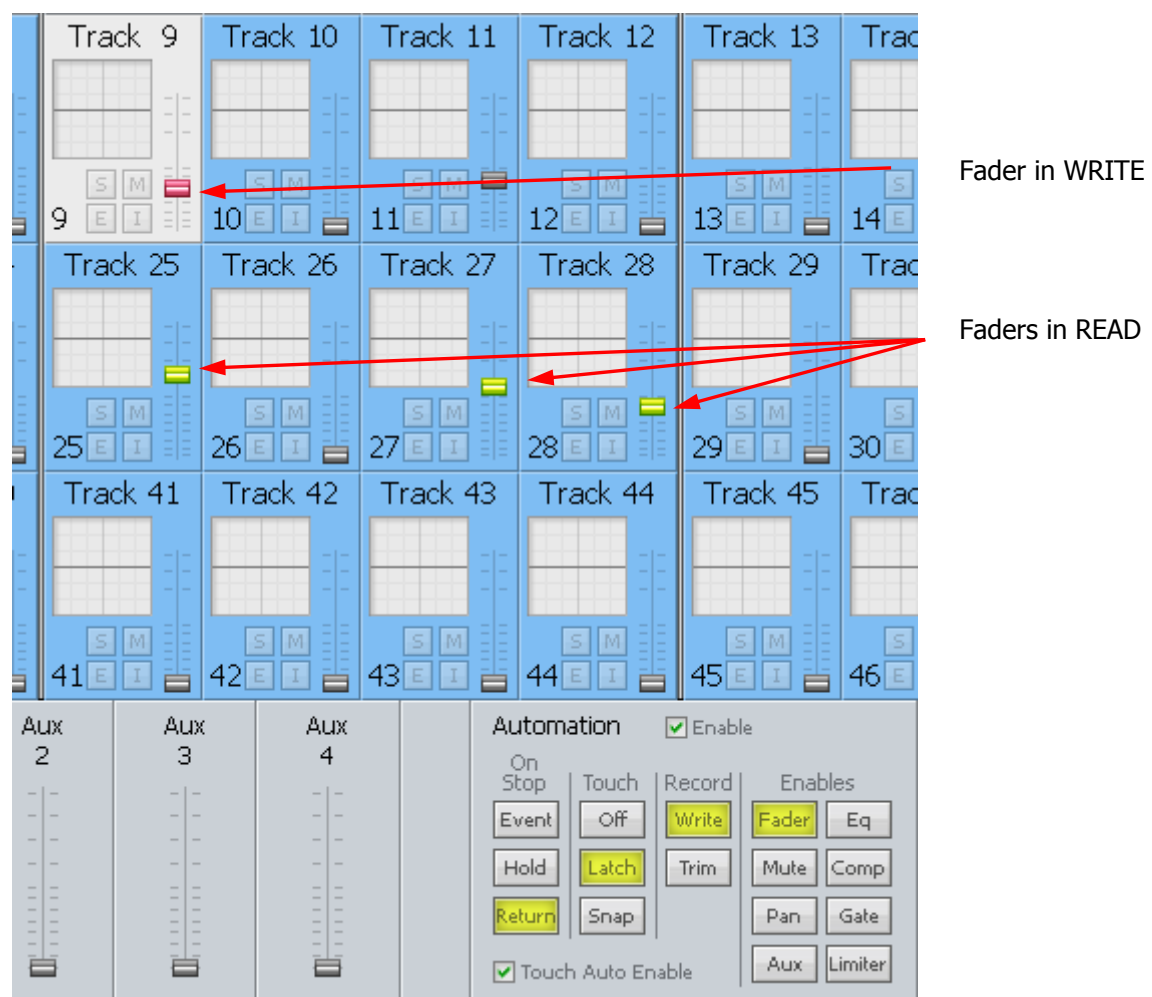 Track 9 Track 10 Track 11 Track 12 Track 13 Trac
S M S M S M S M S M S
9 E I 10 E I 11 E I 12 E I 13 E I 14 E
Fader in WRITE
Track 25 Track 26 Track 27 Track 28 Track 29 Trac
S M S M S M S M S M S
25 E I 26 E I 27 E I 28 E I 29 E I 30 E
Faders in READ
Track 41 Track 42 Track 43 Track 44 Track 45 Trac
S M S M S M S M S M S
41 E I 42 E I 43 E I 44 E I 45 E I 46 E
Aux 2
Aux 3
Aux 4
Automation Enable
On Stop Touch Record Enables
Event Off Write Fader Eq
Hold Latch Trim Mute Comp
Return Snap Pan Gate
Touch Auto Enable Aux Limiter